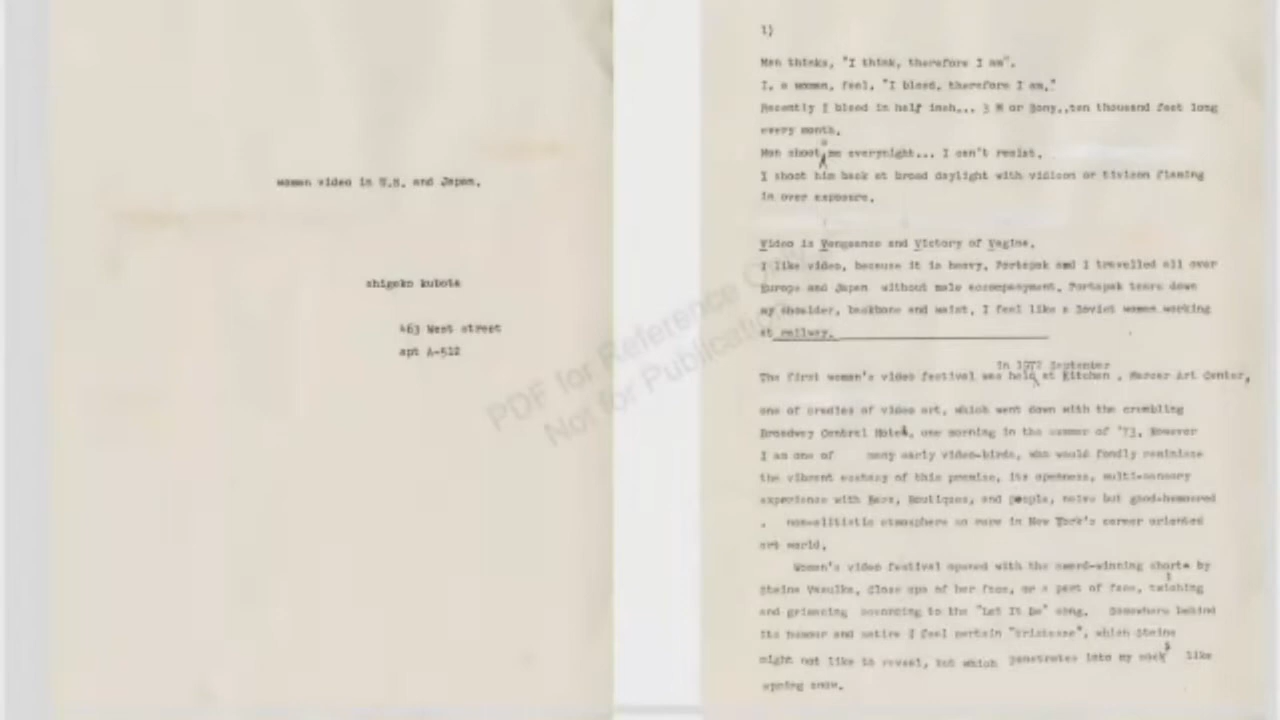 women video in U.S. and Japan.
shigeko kubota
463 West street
apt A-512
1)
Man thinks, "I think, therefore I am".
I, a woman, feel, "I bleed, therefore I am."
Recently I bleed in half inch... 3 M or Sony..ten thousand feet long
every month.
Man shoot me everynight... I can't resist.
I shoot him back at broad daylight with vidicon or tivicon flaming
in over exposure.
Video is Vengeance and Victory of Vagina.
I like video, because it is heavy. Portapak and I travelled all over
Europe and Japan without male accompanyment. Portapak tears down
my shoulder, backbone and waist, I feel like a Soviet women working
at railway.
In 1972 September
The first woman's video festival was held at Kitchen , Mercer Art Center,
one of cradles of video art, which went down with the crumbling
Broadway Central Hotel, one morning in the summer of '73. However
I am one of many early video-birds, who would fondly reminisce
the vibrant ecstasy of this premise, its openness, multi-sensory
experience with Bars, Boutiques, and people, noisy but good-humoured
, non-elitistic atmosphere so rare in New York's career oriented
art world.
Women's video festival opened with the award-winning shorts by
Steina Vasulka, close ups of her face, or a part of face, twiching
and grimacing according to the "Let It Be" song. Somewhere behind
its humour and satire I feel certain "tristesse", which Steina
might not like to reveal, but which penetrates into my like
spring snow.
PDF for Reference Only
Not for Publication